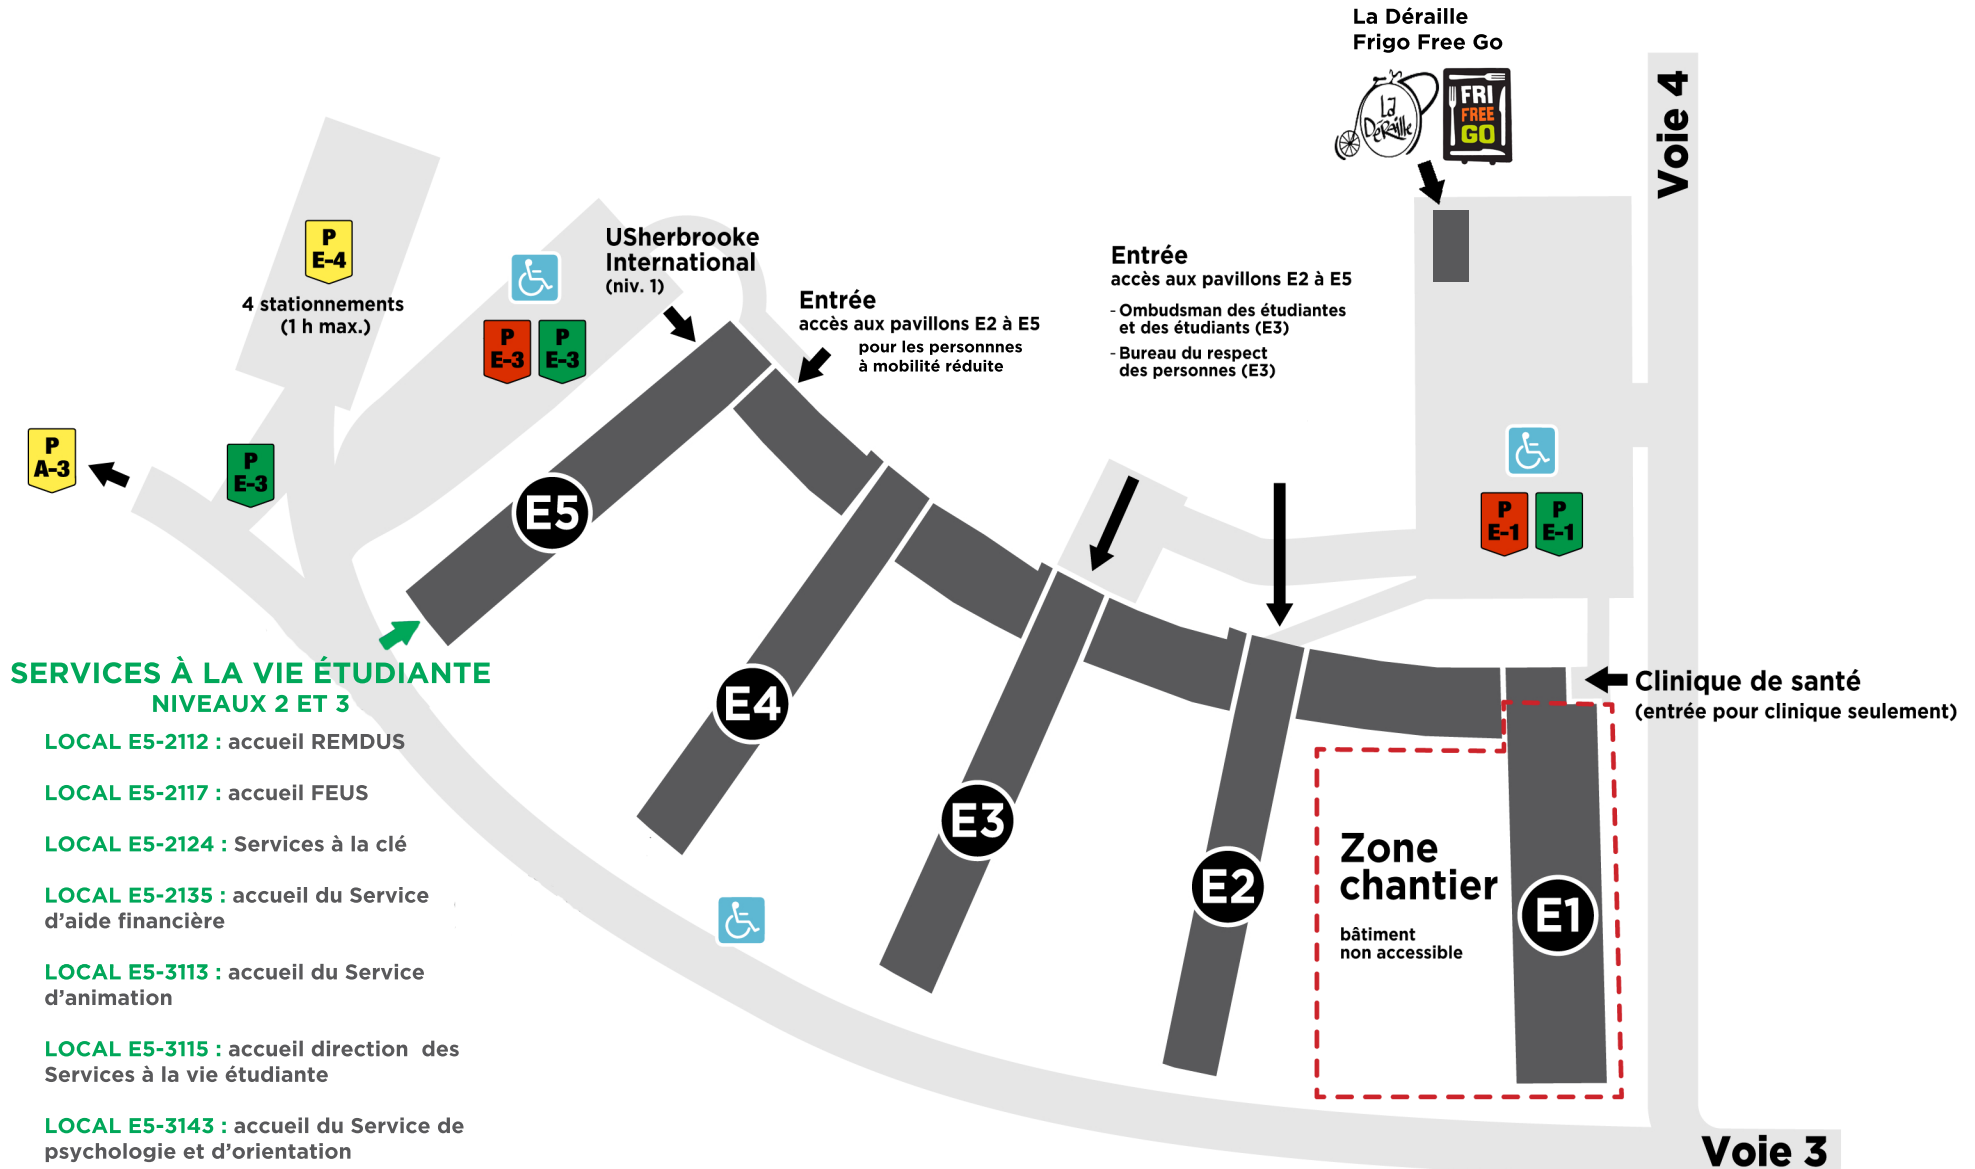 La Déraille
Frigo Free Go
La
DéRaille
FRI
FREE
GO
Voie 4
P
E-4
4 stationnements
(1 h max.)
P
E-3
P
E-3
USherbrooke
International
(niv. 1)
Entrée
accès aux pavillons E2 à E5
pour les personnnes
à mobilité réduite
Entrée
accès aux pavillons E2 à E5
- Ombudsman des étudiantes
et des étudiants (E3)
- Bureau du respect
des personnes (E3)
P
A-3
P
E-3
P
E-1
P
E-1
E5
E4
E3
E2
E1
Clinique de santé
(entrée pour clinique seulement)
Zone
chantier
bâtiment
non accessible
SERVICES À LA VIE ÉTUDIANTE
NIVEAUX 2 ET 3
LOCAL E5-2112 : accueil REMDUS
LOCAL E5-2117 : accueil FEUS
LOCAL E5-2124 : Services à la clé
LOCAL E5-2135 : accueil du Service
d'aide financière
LOCAL E5-3113 : accueil du Service
d'animation
LOCAL E5-3115 : accueil direction  des
Services à la vie étudiante
LOCAL E5-3143 : accueil du Service de
psychologie et d'orientation
Voie 3